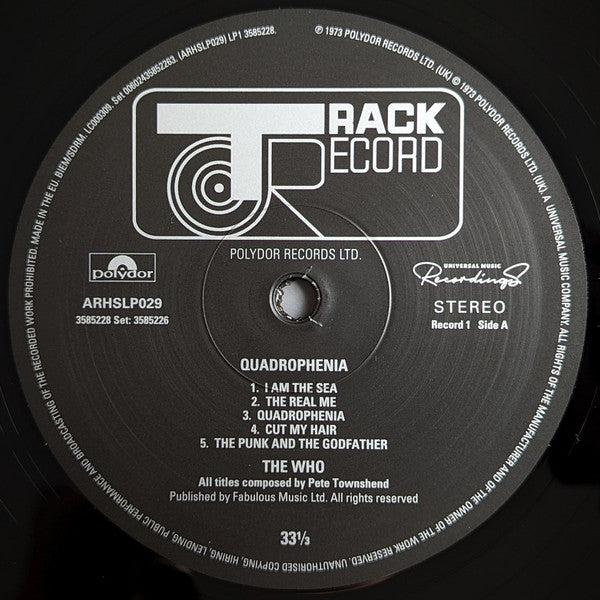 MADE IN THE EU. BIEM/SDRM. LC000309. Set 00602435852263. (ARHSLP029) LP1 3585228.
℗ 1973 POLYDOR RECORDS LTD. (UK) © 1973 POLYDOR RECORDS LTD. (UK). A UNIVERSAL MUSIC COMPANY. ALL RIGHTS OF THE MANUFACTURER AND OF THE OWNER OF THE WORK RESERVED. UNAUTHORISED COPYING, HIRING, LENDING, PUBLIC PERFORMANCE AND BROADCASTING OF THE RECORDED WORK PROHIBITED.
TRACK
RECORD
POLYDOR RECORDS LTD.
polydor
ARHSLP029
3585228 Set: 3585226
UNIVERSAL MUSIC
Recordings
STEREO
Record 1 Side A
QUADROPHENIA
1. I AM THE SEA
2. THE REAL ME
3. QUADROPHENIA
4. CUT MY HAIR
5. THE PUNK AND THE GODFATHER
THE WHO
All titles composed by Pete Townshend
Published by Fabulous Music Ltd. All rights reserved
33⅓